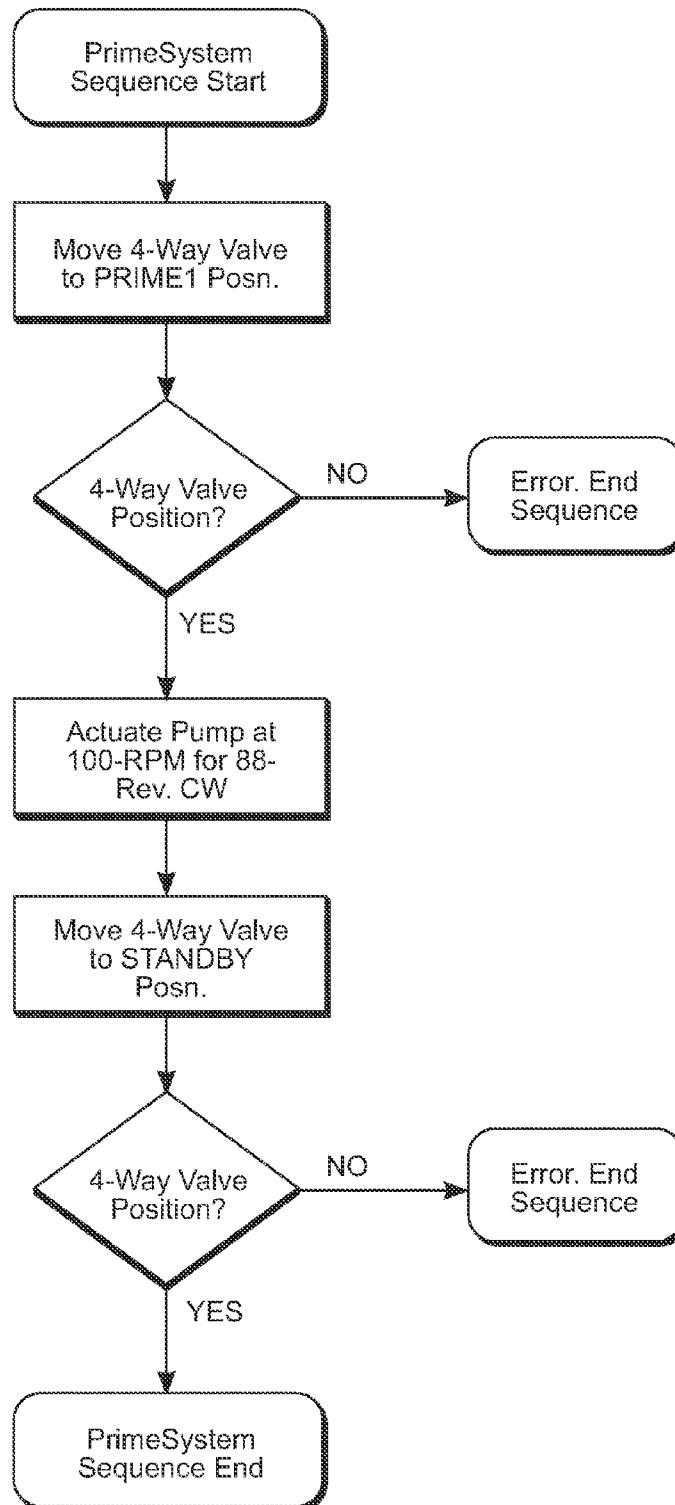 PrimeSystem
Sequence Start
Move 4-Way Valve
to PRIME1 Posn.
4-Way Valve
Position?
NO
Error. End
Sequence
YES
Actuate Pump at
100-RPM for 88-
Rev. CW
Move 4-Way Valve
to STANDBY
Posn.
4-Way Valve
Position?
NO
Error. End
Sequence
YES
PrimeSystem
Sequence End